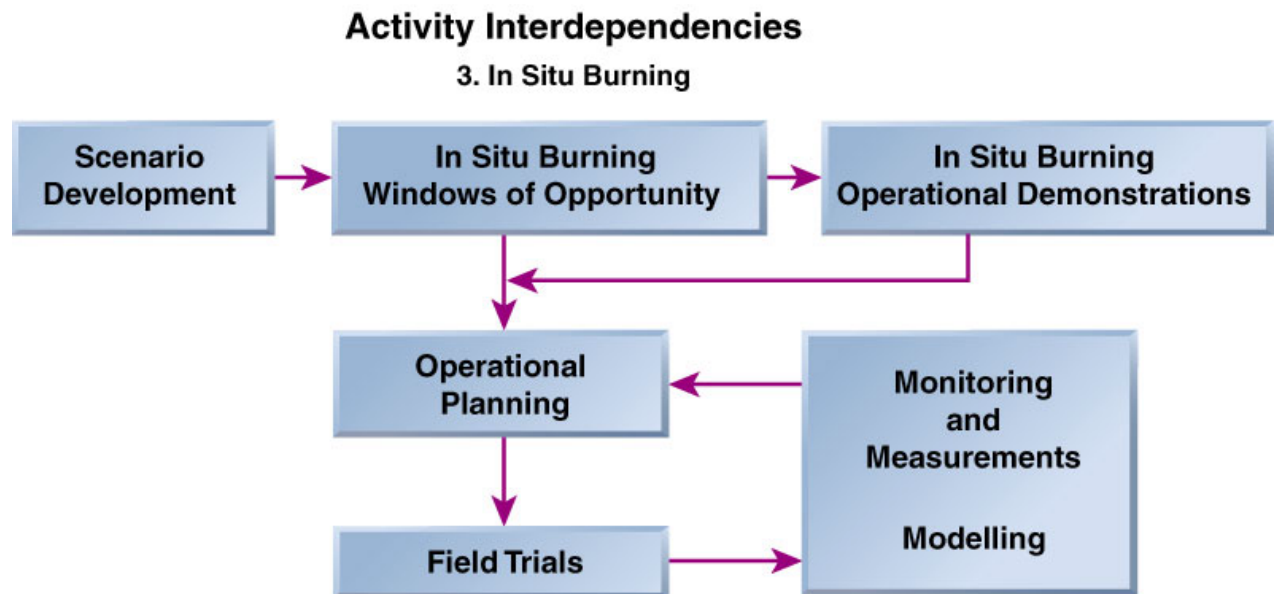 Activity Interdependencies
3. In Situ Burning
Scenario
Development
In Situ Burning
Windows of Opportunity
In Situ Burning
Operational Demonstrations
Operational
Planning
Monitoring
and
Measurements
Modelling
Field Trials